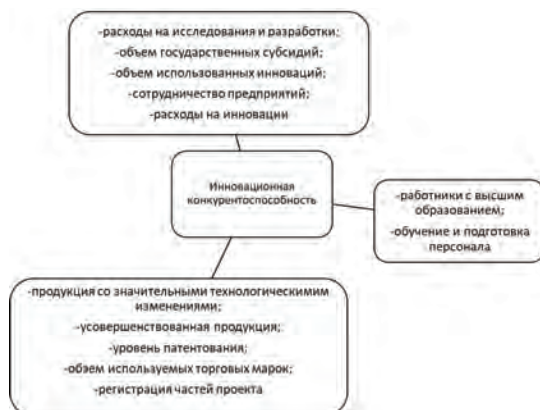 -расходы на исследования и разработки;
-объем государственных субсидий;
-объем использованных инноваций;
-сотрудничество предприятий;
-расходы на инновации
Инновационная
конкурентоспособность
-работники с высшим
образованием;
-обучение и подготовка
персонала
-продукция со значительными технологическимим
изменениями;
-усовершенствованная продукция;
-уровень патентования;
-объем используемых торговых марок;
-регистрация частей проекта